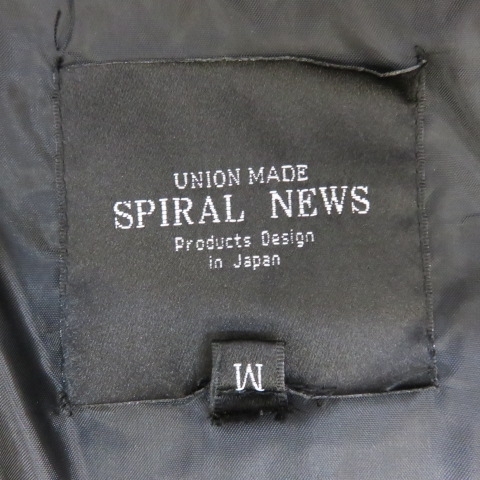 UNION MADE
SPIRAL NEWS
Products Design
in Japan
M